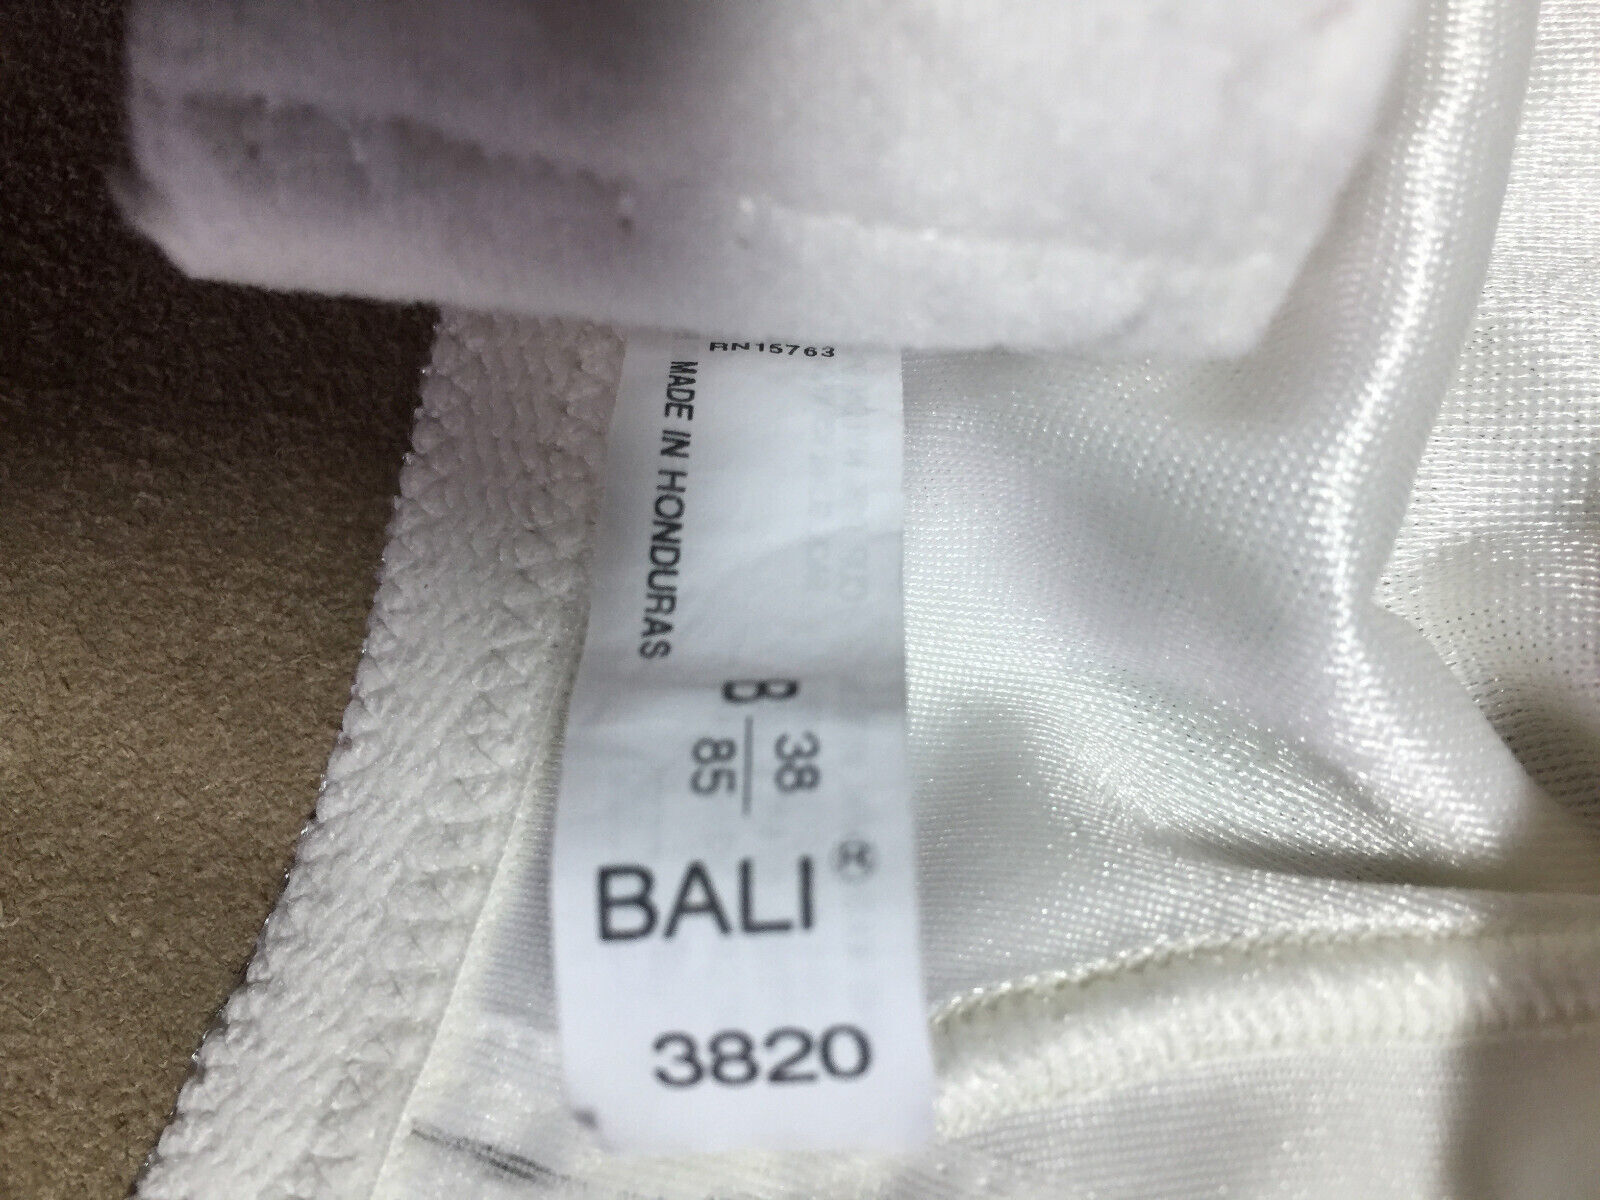 RN15763
MADE IN HONDURAS
38 B
85
BALI®
3820